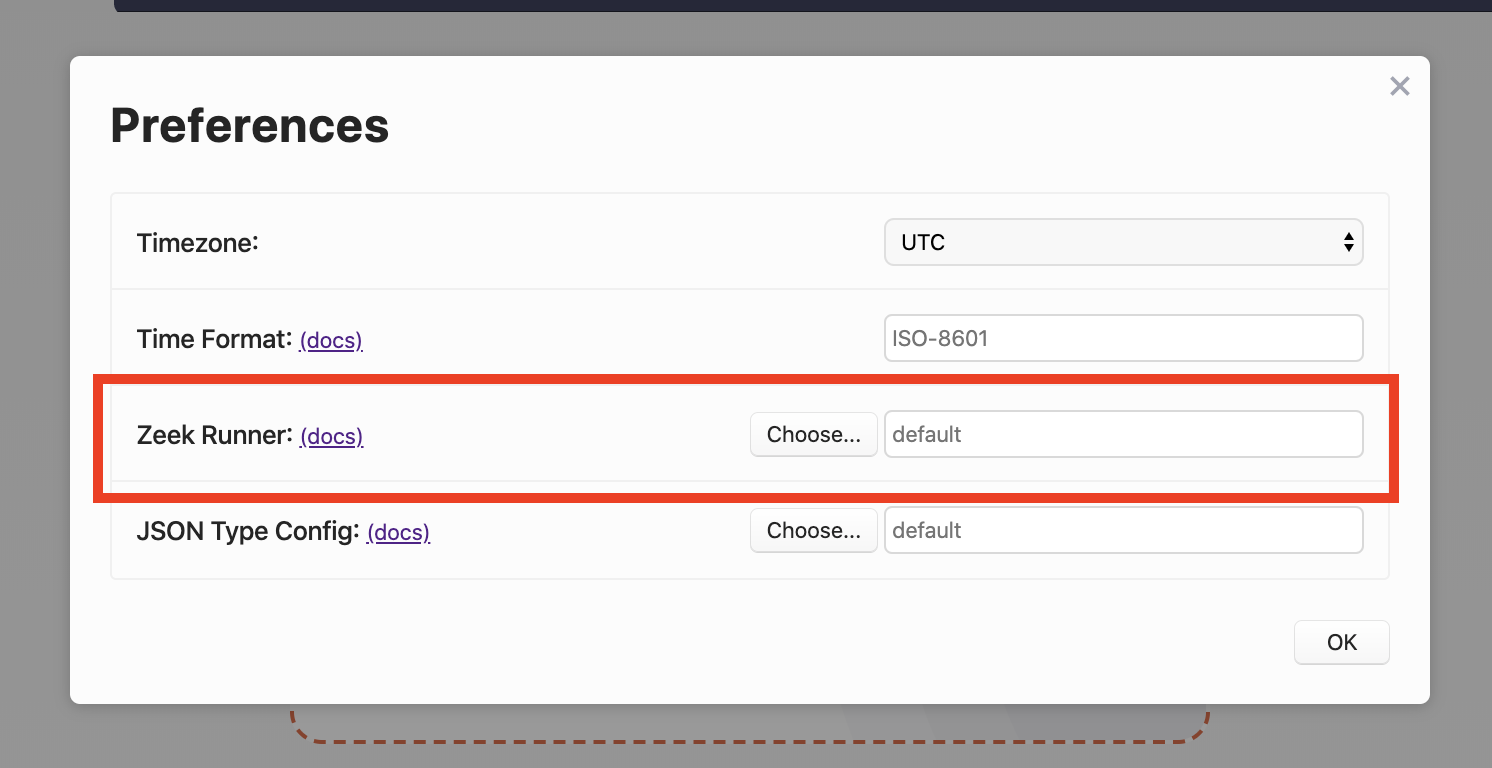 Preferences
Timezone: UTC
Time Format: (docs) ISO-8601
Zeek Runner: (docs) Choose... default
JSON Type Config: (docs) Choose... default
OK